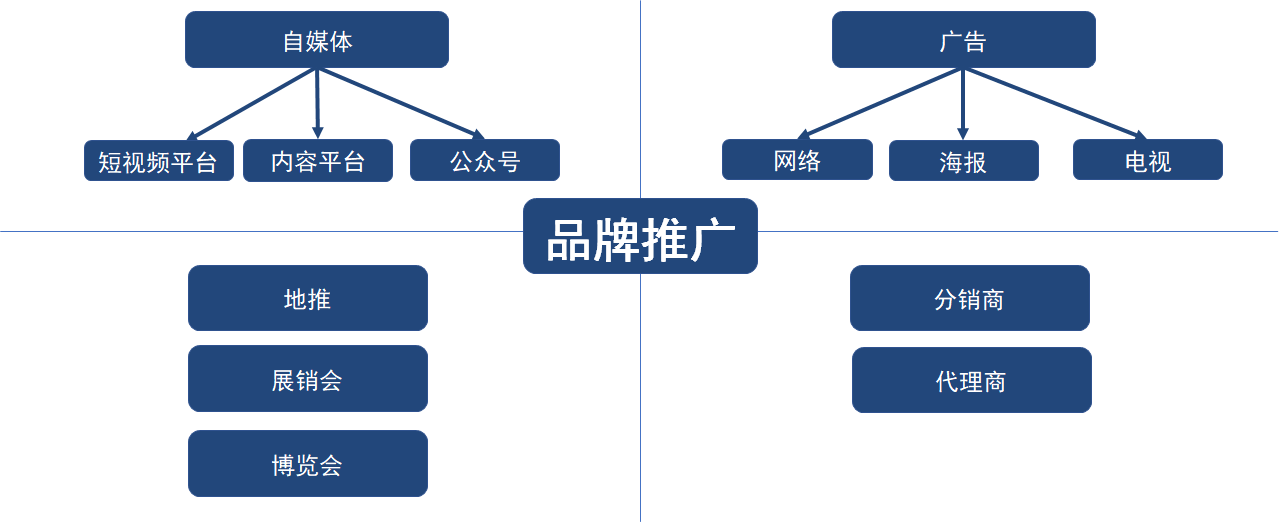 自媒体
广告
短视频平台
内容平台
公众号
网络
海报
电视
品牌推广
地推
展销会
博览会
分销商
代理商